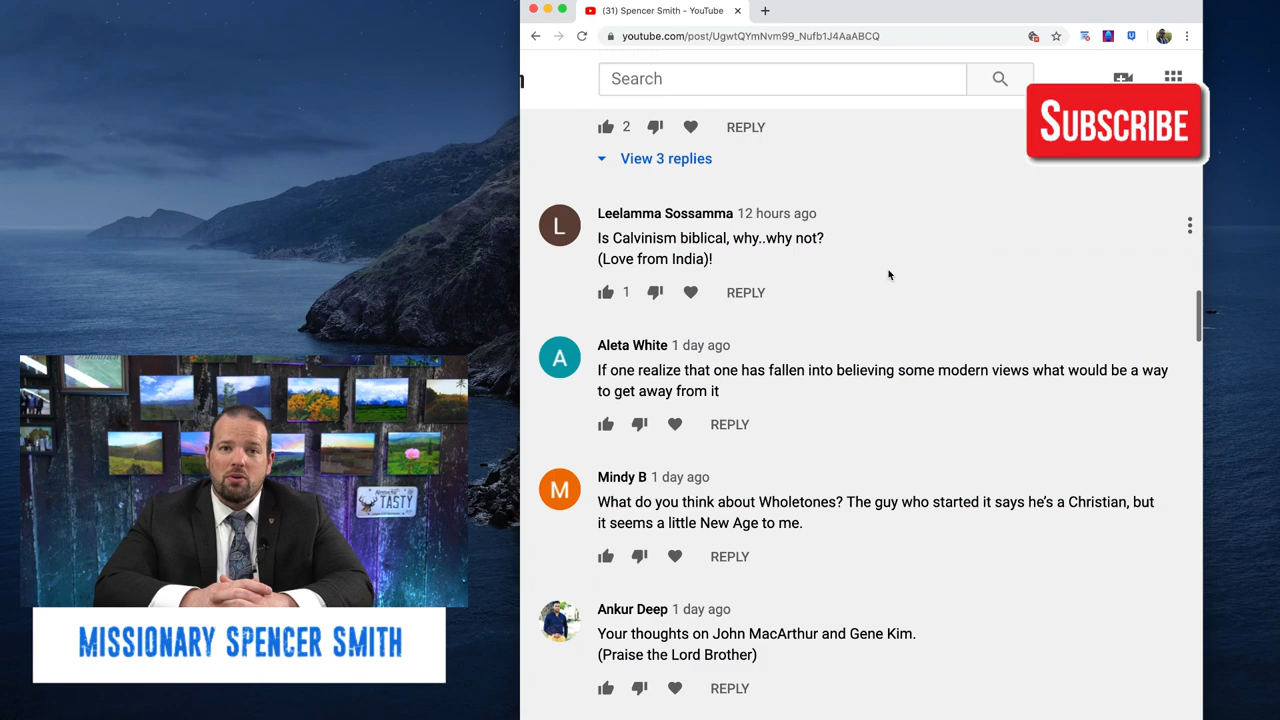 (31) Spencer Smith - YouTube
youtube.com/post/UgwtQYmNvm99_Nufb1J4AaABCQ
Search
SUBSCRIBE
2 REPLY
View 3 replies
L
Leelamma Sossamma 12 hours ago
Is Calvinism biblical, why..why not?
(Love from India)!
1 REPLY
A
Aleta White 1 day ago
If one realize that one has fallen into believing some modern views what would be a way
to get away from it
REPLY
M
Mindy B 1 day ago
What do you think about Wholetones? The guy who started it says he's a Christian, but
it seems a little New Age to me.
REPLY
Ankur Deep 1 day ago
Your thoughts on John MacArthur and Gene Kim.
(Praise the Lord Brother)
REPLY
TASTY
MISSIONARY SPENCER SMITH